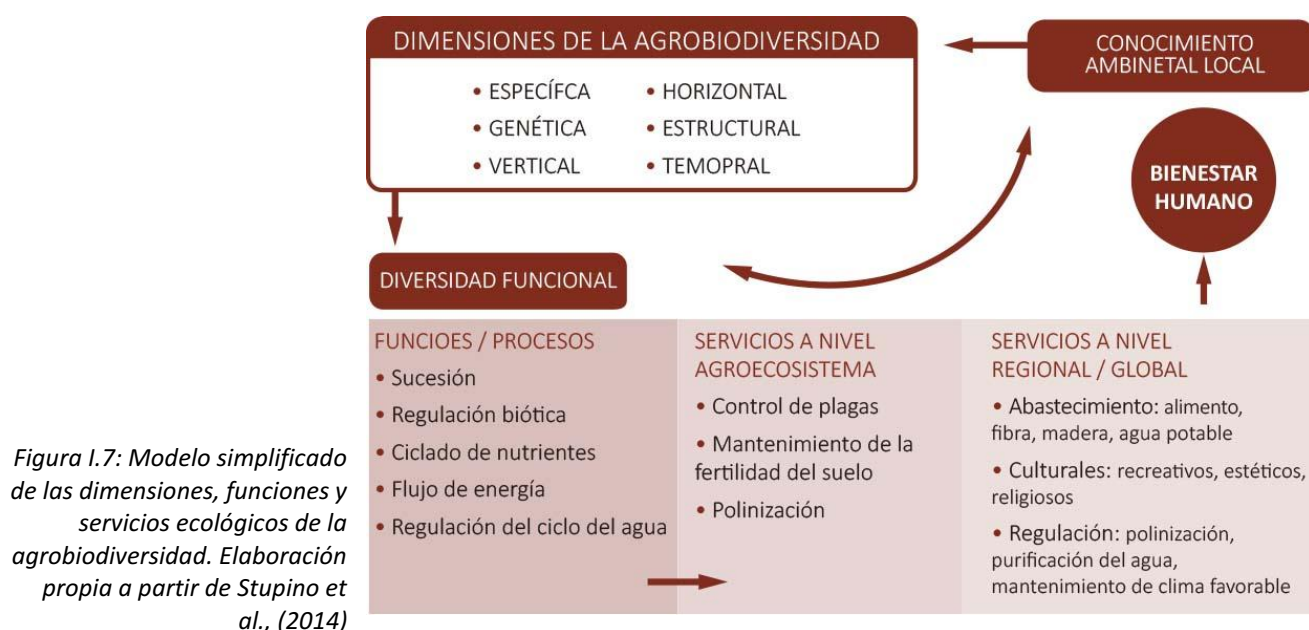 DIMENSIONES DE LA AGROBIODIVERSIDAD
• ESPECÍFCA
• GENÉTICA
• VERTICAL
• HORIZONTAL
• ESTRUCTURAL
• TEMOPRAL
CONOCIMIENTO
AMBINETAL LOCAL
BIENESTAR
HUMANO
DIVERSIDAD FUNCIONAL
FUNCIOES / PROCESOS
• Sucesión
• Regulación biótica
• Ciclado de nutrientes
• Flujo de energía
• Regulación del ciclo del agua
SERVICIOS A NIVEL
AGROECOSISTEMA
• Control de plagas
• Mantenimiento de la
fertilidad del suelo
• Polinización
SERVICIOS A NIVEL
REGIONAL / GLOBAL
• Abastecimiento: alimento,
fibra, madera, agua potable
• Culturales: recreativos, estéticos,
religiosos
• Regulación: polinización,
purificación del agua,
mantenimiento de clima favorable
Figura I.7: Modelo simplificado
de las dimensiones, funciones y
servicios ecológicos de la
agrobiodiversidad. Elaboración
propia a partir de Stupino et
al., (2014)